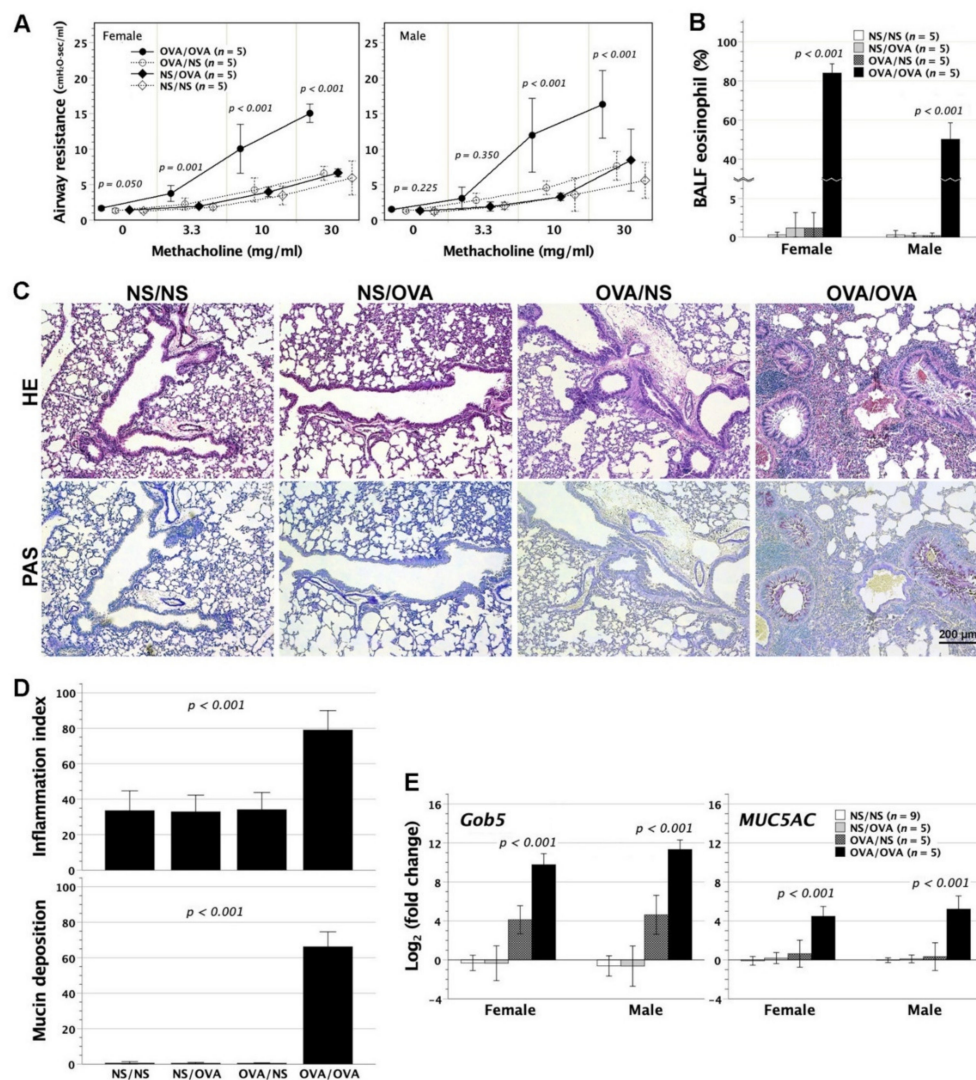 A
Female
OVA/OVA (n = 5)
OVA/NS (n = 5)
NS/OVA (n = 5)
NS/NS (n = 5)
Male
Airway resistance (cmH₂O·sec/ml)
25
20
15
10
5
0
p = 0.050
p = 0.001
p < 0.001
p < 0.001
p = 0.225
p = 0.350
p < 0.001
p < 0.001
0 3.3 10 30
0 3.3 10 30
Methacholine (mg/ml)
Methacholine (mg/ml)
B
NS/NS (n = 5)
NS/OVA (n = 5)
OVA/NS (n = 5)
OVA/OVA (n = 5)
BALF eosinophil (%)
100
80
60
40
5
0
p < 0.001
p < 0.001
Female Male
C
NS/NS NS/OVA OVA/NS OVA/OVA
HE
PAS
200 μm
D
Inflammation index
100
80
60
40
20
0
p < 0.001
Mucin deposition
100
80
60
40
20
0
p < 0.001
NS/NS NS/OVA OVA/NS OVA/OVA
E
Log₂ (fold change)
16
12
8
4
0
−4
Gob5
p < 0.001
p < 0.001
Female Male
16
12
8
4
0
−4
MUC5AC
NS/NS (n = 9)
NS/OVA (n = 5)
OVA/NS (n = 5)
OVA/OVA (n = 5)
p < 0.001
p < 0.001
Female Male